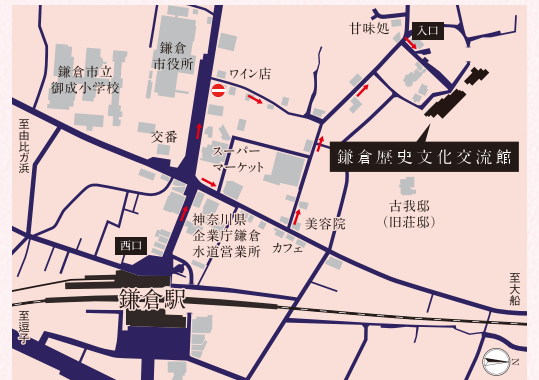 甘味処
入口
鎌倉
市役所
ワイン店
鎌倉市立
御成小学校
至由比ガ浜
交番
スーパー
マーケット
鎌倉歴史文化交流館
古我邸
（旧荘邸）
神奈川県
企業庁鎌倉
水道営業所
美容院
カフェ
西口
鎌倉駅
至大船
至逗子
N